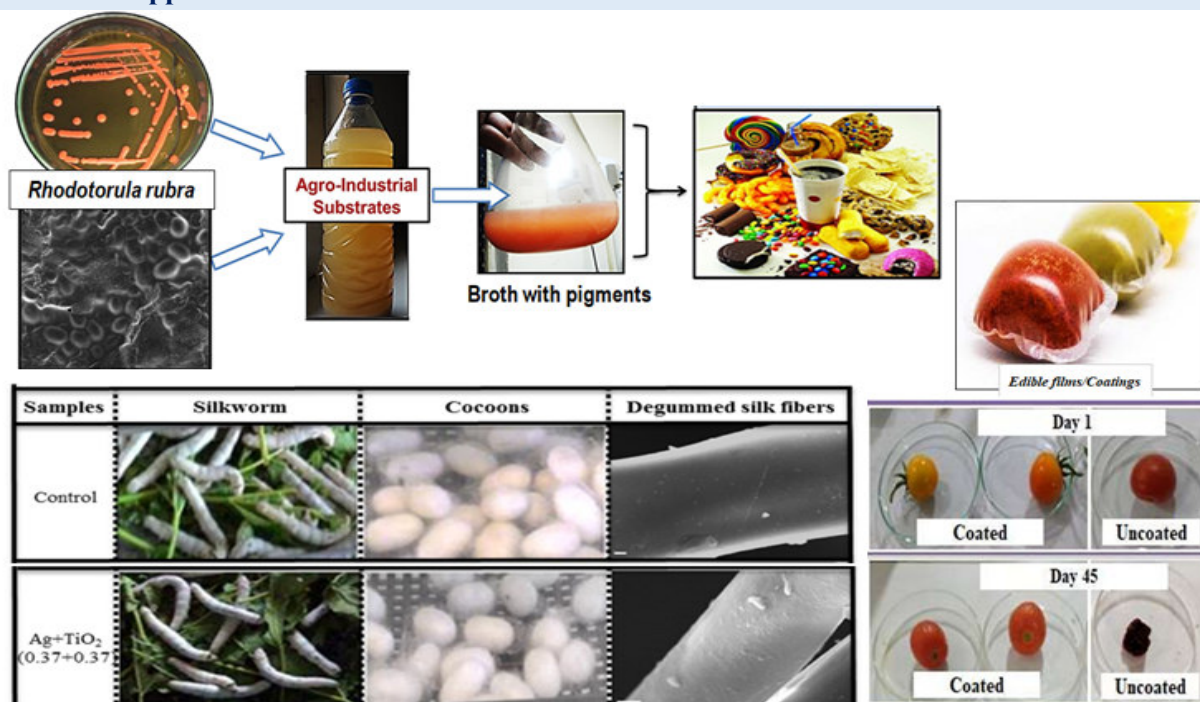 Rhodotorula rubra
Agro-Industrial
Substrates
Broth with pigments
Edible films/Coatings
Samples
Silkworm
Cocoons
Degummed silk fibers
Control
Ag+TiO₂
(0.37+0.37)
Day 1
Coated
Uncoated
Day 45
Coated
Uncoated